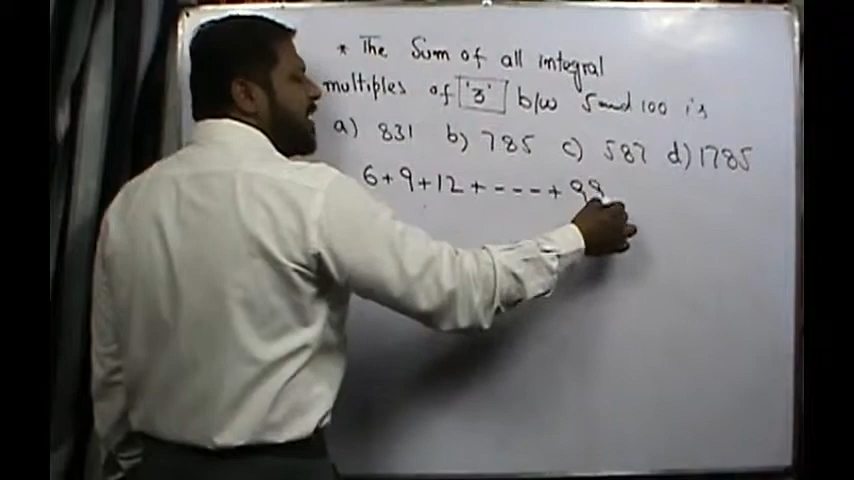 * The Sum of all integral
multiples of '3' b/w 5 and 100 is
a) 831 b) 785 c) 587 d) 1785
6+9+12+----+99